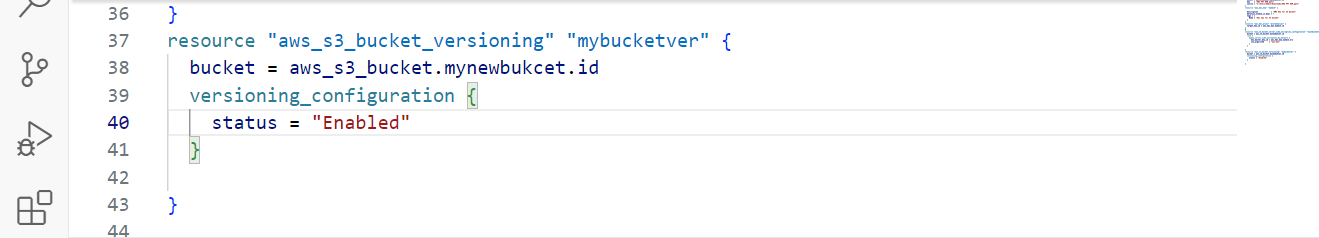 36 }
37 resource "aws_s3_bucket_versioning" "mybucketver" {
38 bucket = aws_s3_bucket.mynewbukcet.id
39 versioning_configuration {
40 status = "Enabled"
41 }
42
43 }
44